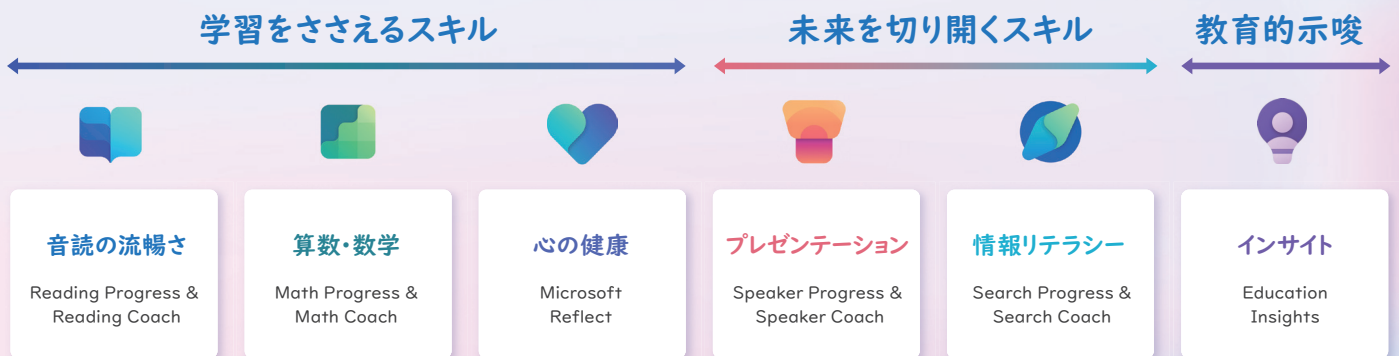 学習をささえるスキル
未来を切り開くスキル
教育的示唆
音読の流暢さ
Reading Progress &
Reading Coach
算数・数学
Math Progress &
Math Coach
心の健康
Microsoft
Reflect
プレゼンテーション
Speaker Progress &
Speaker Coach
情報リテラシー
Search Progress &
Search Coach
インサイト
Education
Insights